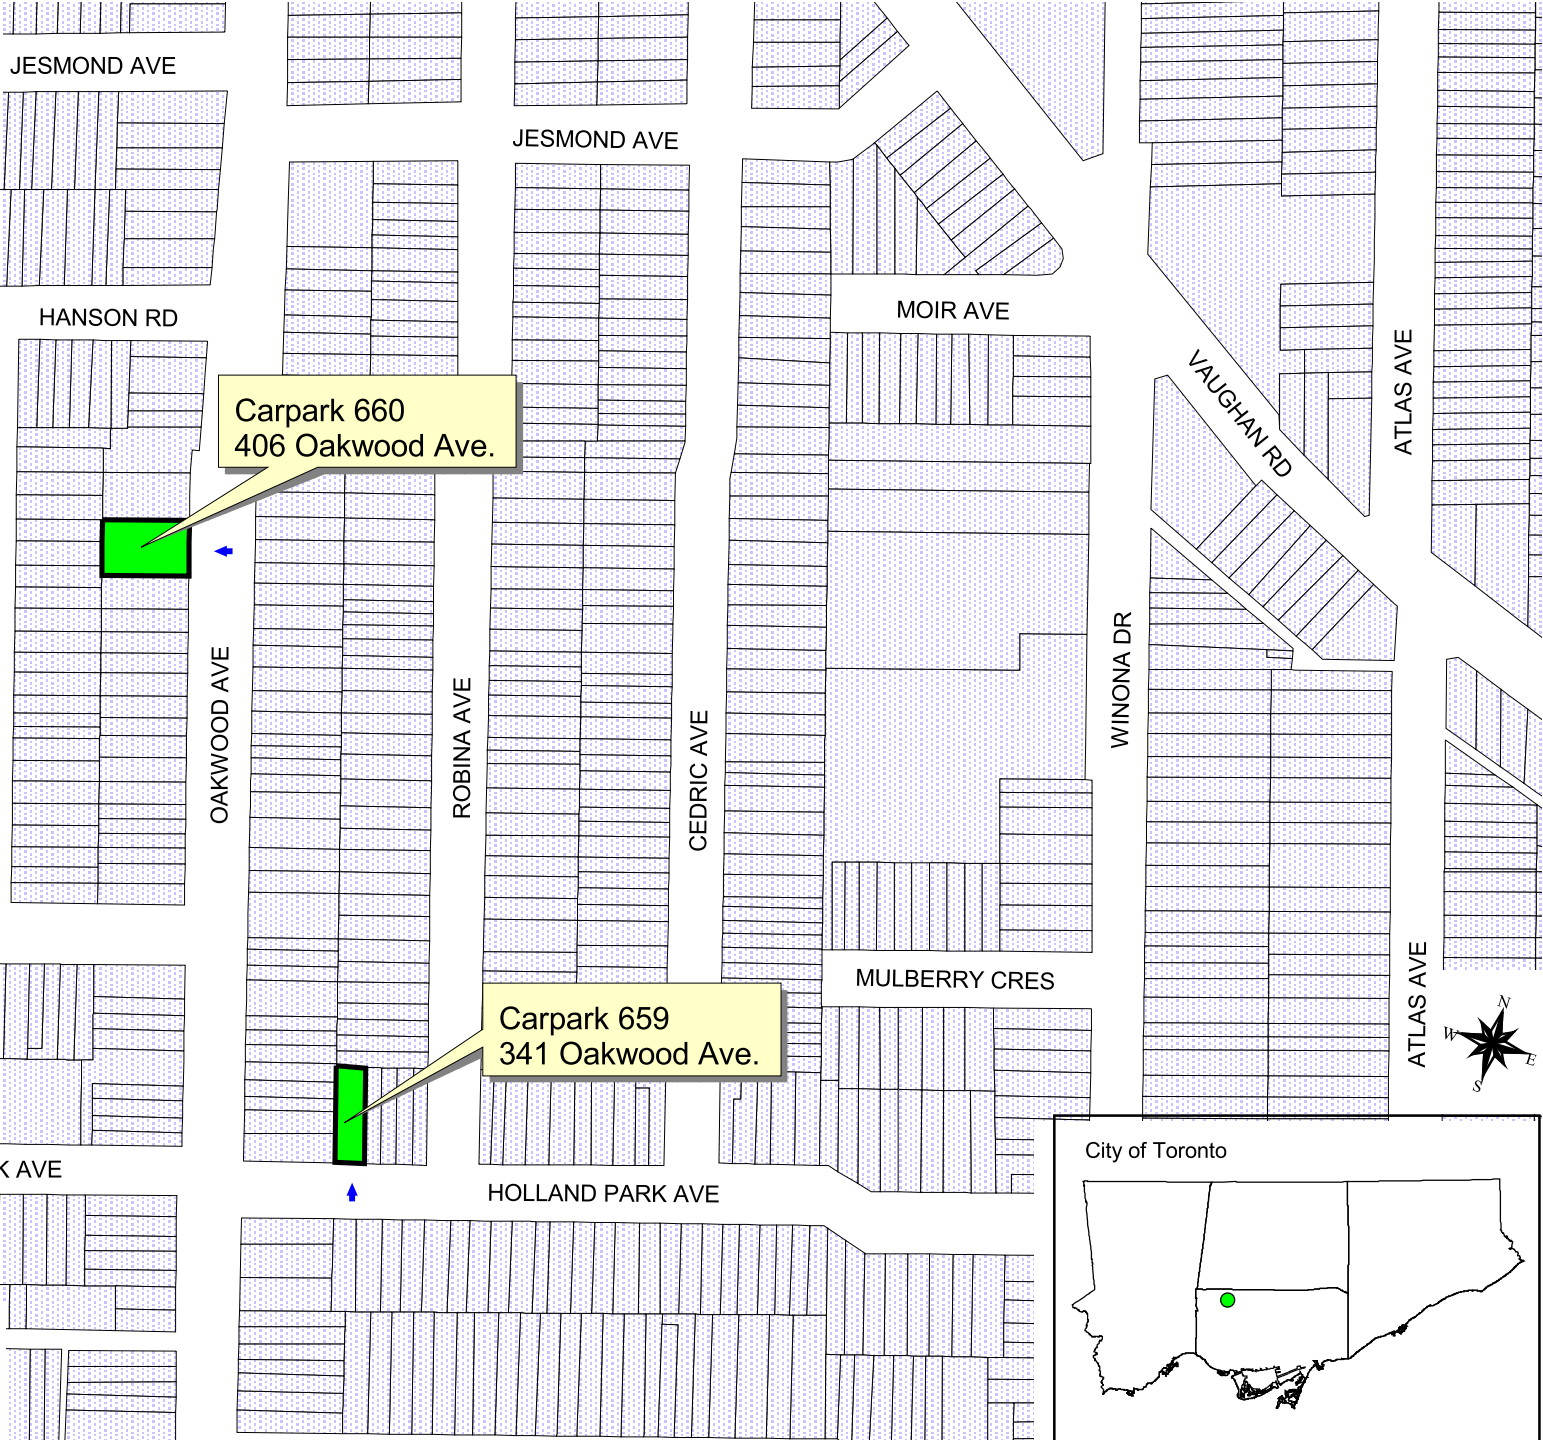 JESMOND AVE
JESMOND AVE
HANSON RD
MOIR AVE
VAUGHAN RD
ATLAS AVE
Carpark 660
406 Oakwood Ave.
OAKWOOD AVE
ROBINA AVE
CEDRIC AVE
WINONA DR
MULBERRY CRES
ATLAS AVE
Carpark 659
341 Oakwood Ave.
N
W
E
S
K AVE
HOLLAND PARK AVE
City of Toronto